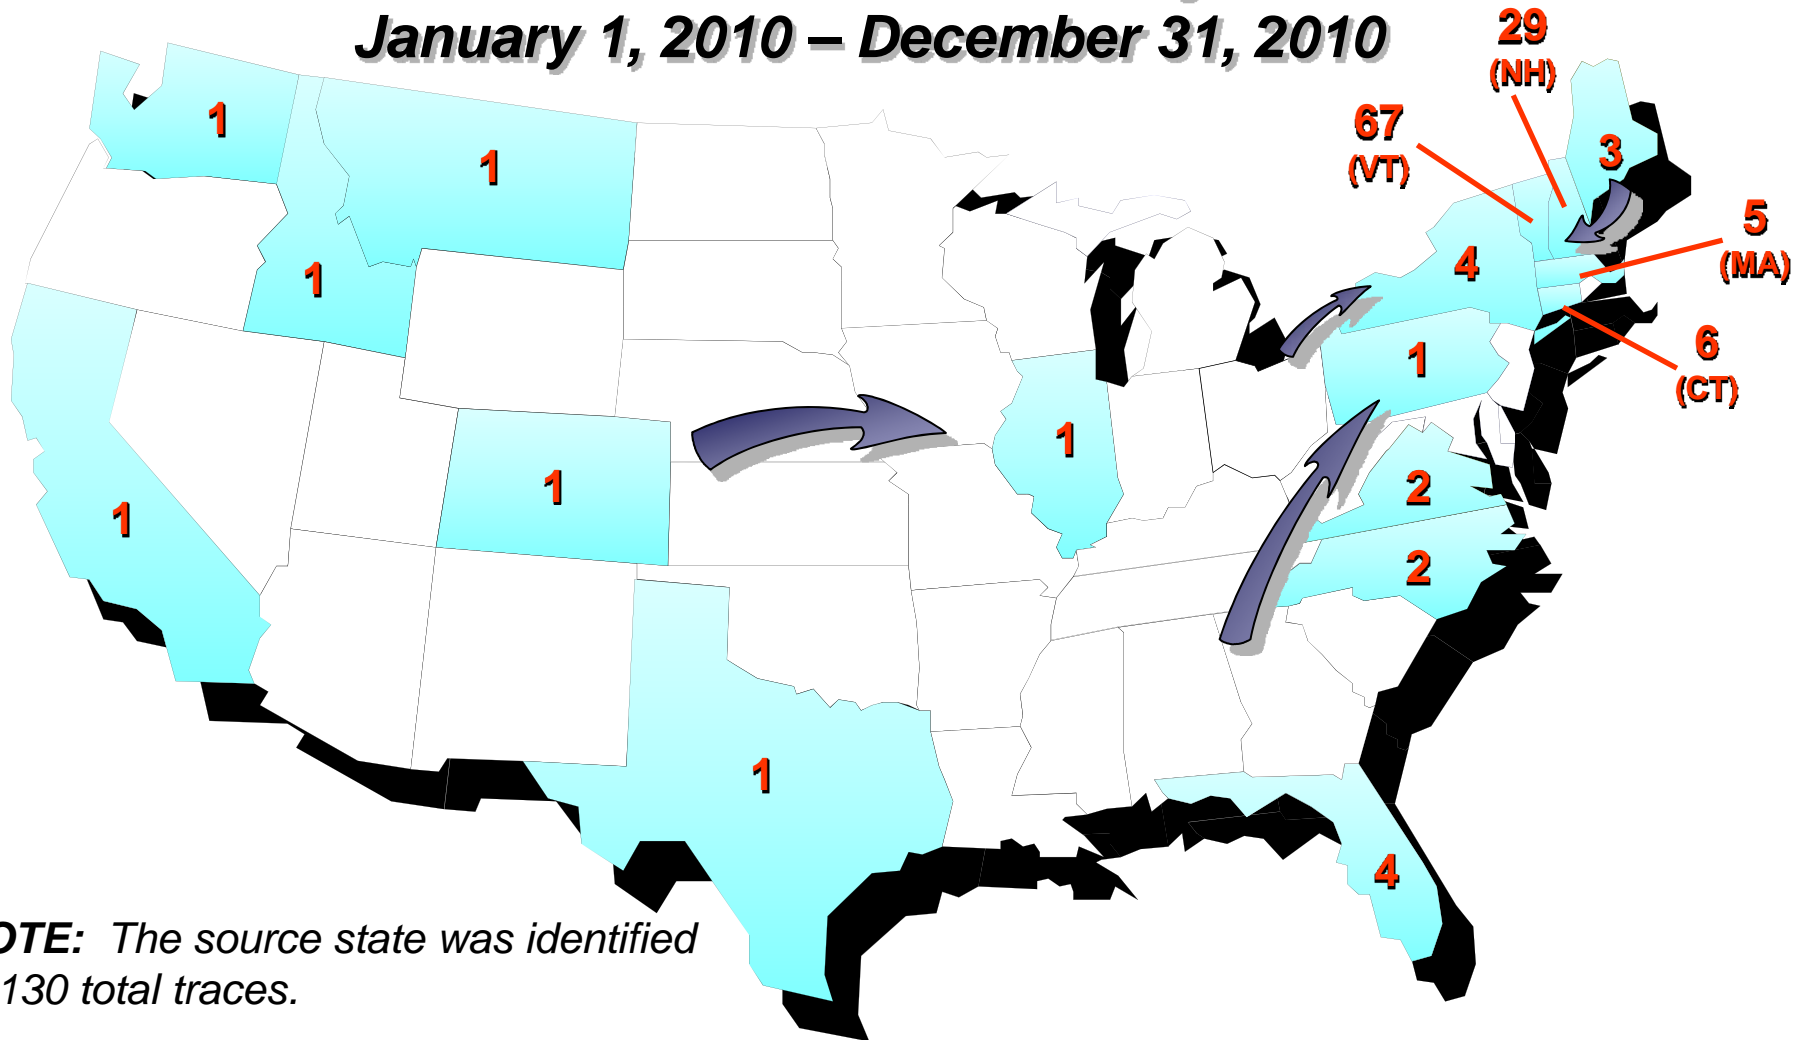 January 1, 2010 – December 31, 2010
29
(NH)
67
(VT)
1
1
3
5
(MA)
4
1
6
(CT)
1
1
1
2
1
2
1
4
OTE: The source state was identified
130 total traces.